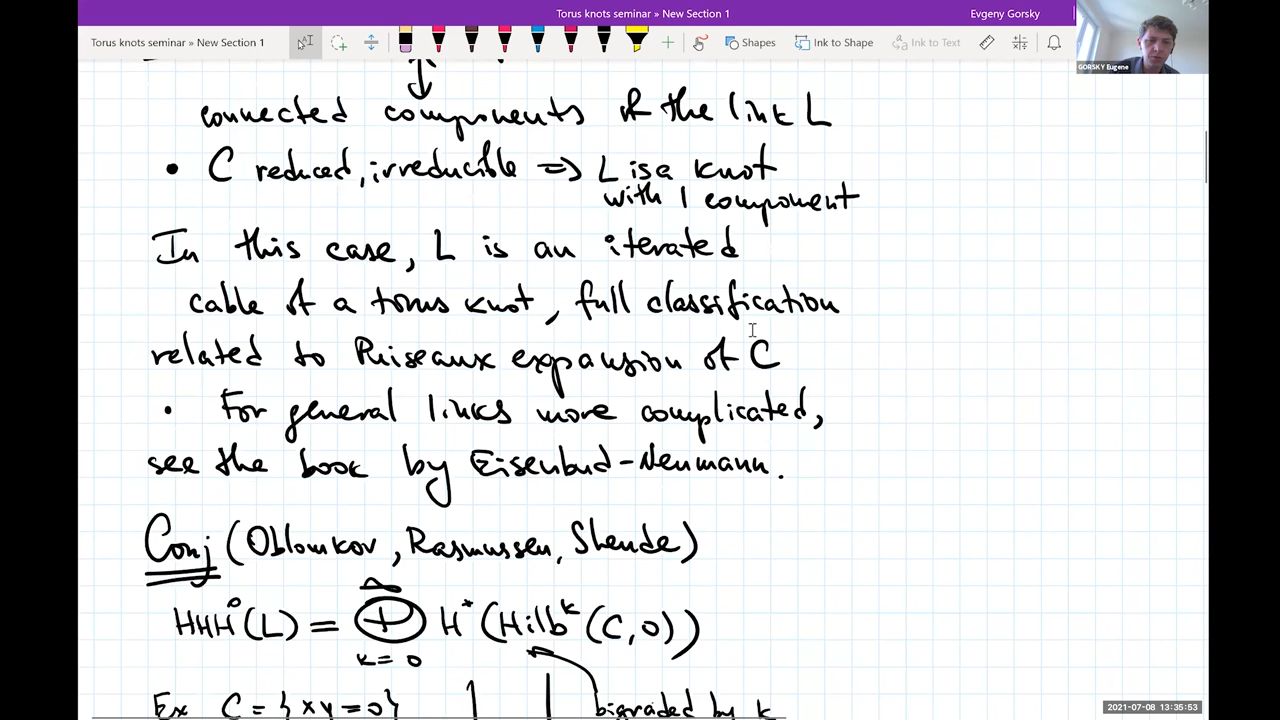 Torus knots seminar » New Section 1
Evgeny Gorsky
Torus knots seminar » New Section 1
Shapes
Ink to Shape
Ink to Text
GORSKY Eugene
connected components of the link L
• C reduced, irreducible => L is a knot
with 1 component
In this case, L is an iterated
cable of a torus knot, full classification
related to Puiseaux expansion of C
• For general links more complicated,
see the book by Eisenbud-Neumann.
Conj (Oblomkov, Rasmussen, Shende)
HHH⁰(L) = ⊕ H*(Hilbᵏ(C,0))
∞
k=0
Ex C = {xy=0}
bigraded by k
2021-07-08 13:35:53